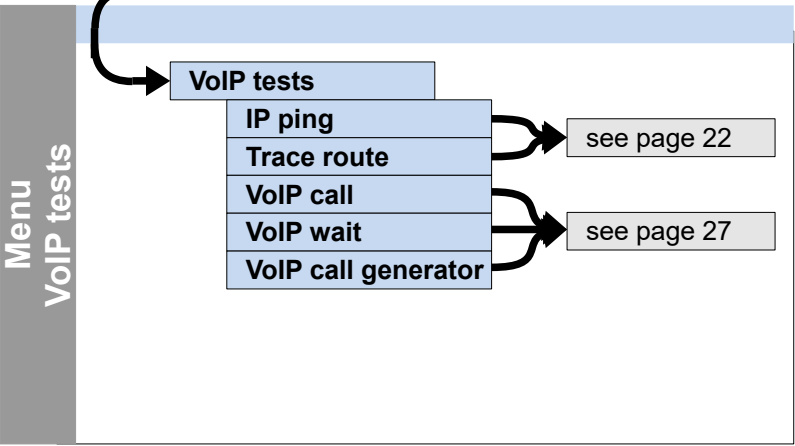 Menu
VoIP tests
VoIP tests
IP ping
Trace route
VoIP call
VoIP wait
VoIP call generator
see page 22
see page 27